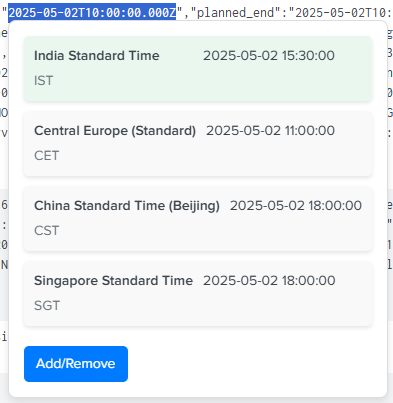 "2025-05-02T10:00:00.000Z","planned_end":"2025-05-02T10:
India Standard Time 2025-05-02 15:30:00
IST
Central Europe (Standard) 2025-05-02 11:00:00
CET
China Standard Time (Beijing) 2025-05-02 18:00:00
CST
Singapore Standard Time 2025-05-02 18:00:00
SGT
Add/Remove